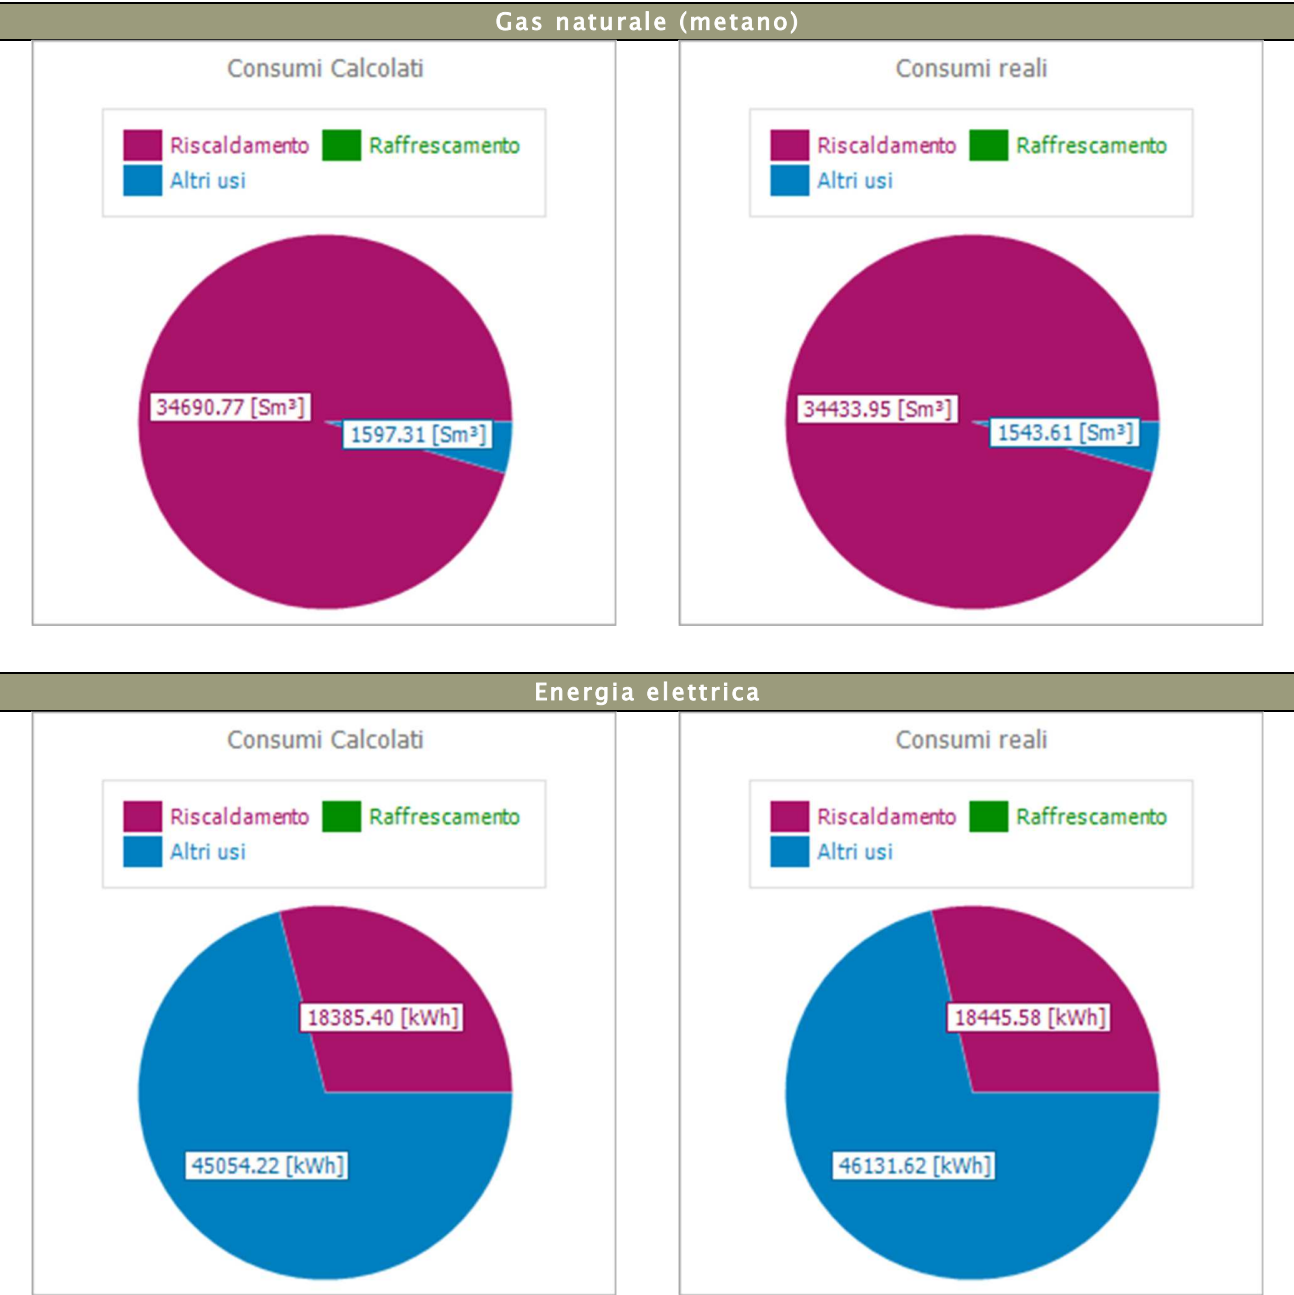 Gas naturale (metano)
Consumi Calcolati
Riscaldamento Raffrescamento
Altri usi
34690.77 [Sm³]
1597.31 [Sm³]
Consumi reali
Riscaldamento Raffrescamento
Altri usi
34433.95 [Sm³]
1543.61 [Sm³]
Energia elettrica
Consumi Calcolati
Riscaldamento Raffrescamento
Altri usi
18385.40 [kWh]
45054.22 [kWh]
Consumi reali
Riscaldamento Raffrescamento
Altri usi
18445.58 [kWh]
46131.62 [kWh]